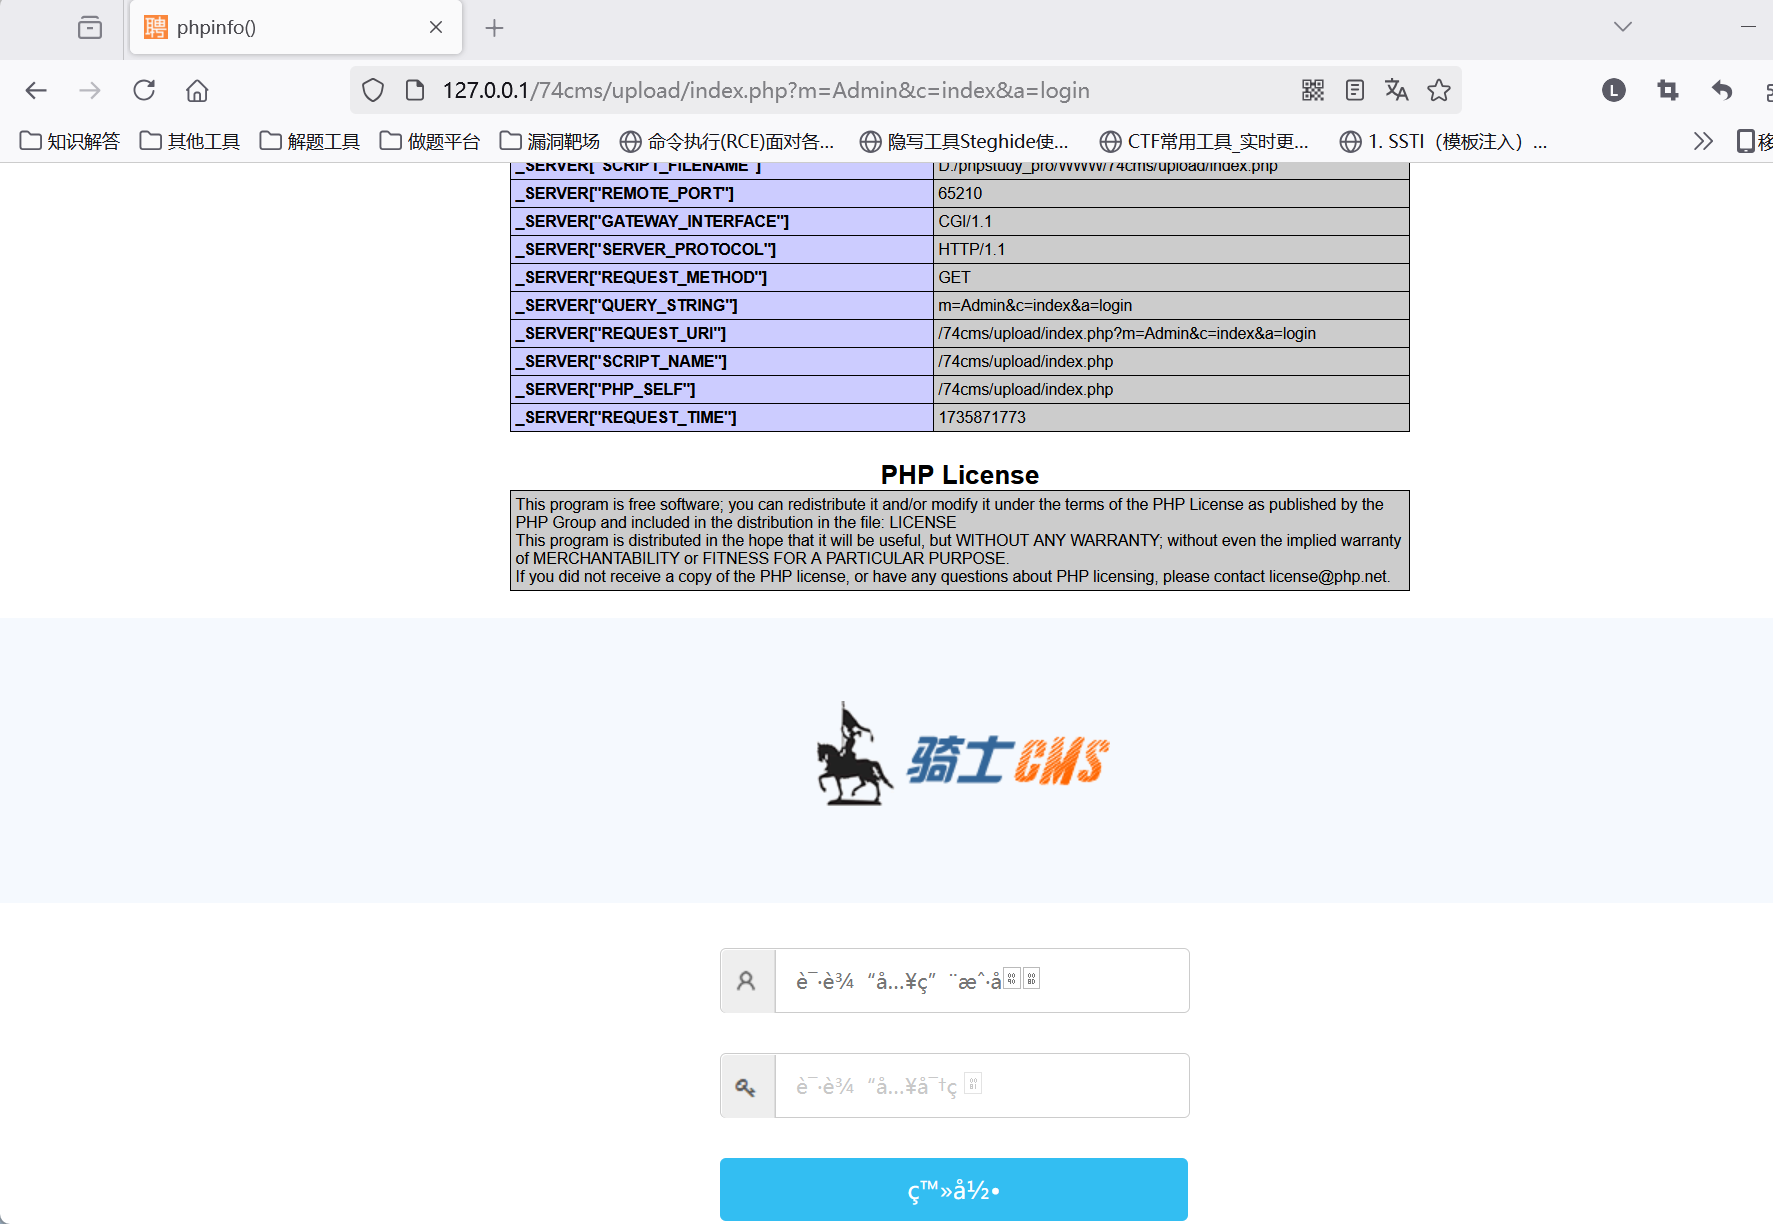 聘 phpinfo()
127.0.0.1/74cms/upload/index.php?m=Admin&c=index&a=login
L
知识解答 其他工具 解题工具 做题平台 漏洞靶场 命令执行(RCE)面对各... 隐写工具Steghide使... CTF常用工具_实时更... 1. SSTI（模板注入）... 移
_SERVER["SCRIPT_FILENAME"] D:/phpstudy_pro/WWW/74cms/upload/index.php
_SERVER["REMOTE_PORT"] 65210
_SERVER["GATEWAY_INTERFACE"] CGI/1.1
_SERVER["SERVER_PROTOCOL"] HTTP/1.1
_SERVER["REQUEST_METHOD"] GET
_SERVER["QUERY_STRING"] m=Admin&c=index&a=login
_SERVER["REQUEST_URI"] /74cms/upload/index.php?m=Admin&c=index&a=login
_SERVER["SCRIPT_NAME"] /74cms/upload/index.php
_SERVER["PHP_SELF"] /74cms/upload/index.php
_SERVER["REQUEST_TIME"] 1735871773
PHP License
This program is free software; you can redistribute it and/or modify it under the terms of the PHP License as published by the
PHP Group and included in the distribution in the file: LICENSE
This program is distributed in the hope that it will be useful, but WITHOUT ANY WARRANTY; without even the implied warranty
of MERCHANTABILITY or FITNESS FOR A PARTICULAR PURPOSE.
If you did not receive a copy of the PHP license, or have any questions about PHP licensing, please contact license@php.net.
骑士CMS
è¯·è¾“å…¥ç”¨æˆ·å
è¯·è¾“å…¥å¯†ç
ç™»å½•